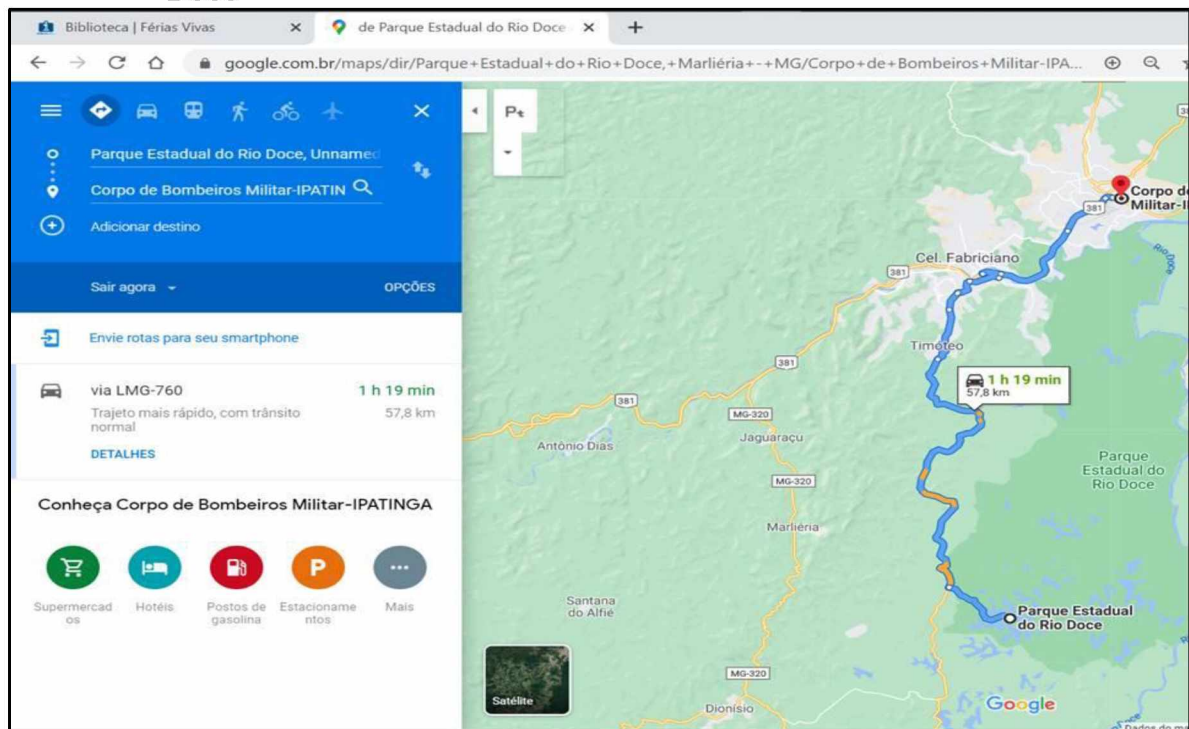 Biblioteca | Férias Vivas
de Parque Estadual do Rio Doce
google.com.br/maps/dir/Parque+Estadual+do+Rio+Doce,+Marliéria+-+MG/Corpo+de+Bombeiros+Militar-IPA...
Parque Estadual do Rio Doce, Unnamed
Corpo de Bombeiros Militar-IPATIN
Adicionar destino
Sair agora
OPÇÕES
Envie rotas para seu smartphone
via LMG-760
1 h 19 min
Trajeto mais rápido, com trânsito
normal
57,8 km
DETALHES
Conheça Corpo de Bombeiros Militar-IPATINGA
Supermercad
os
Hotéis
Postos de
gasolina
Estacioname
ntos
Mais
381
Corpo d
Militar-I
Rio Doce
Cel. Fabriciano
381
Timóteo
381
1 h 19 min
57,8 km
381
MG-320
Jaguaraçu
Antônio Dias
Parque
Estadual do
Rio Doce
MG-320
Marliéria
Santana
do Alfié
Parque Estadual
do Rio Doce
MG-320
Satélite
Dionísio
Google